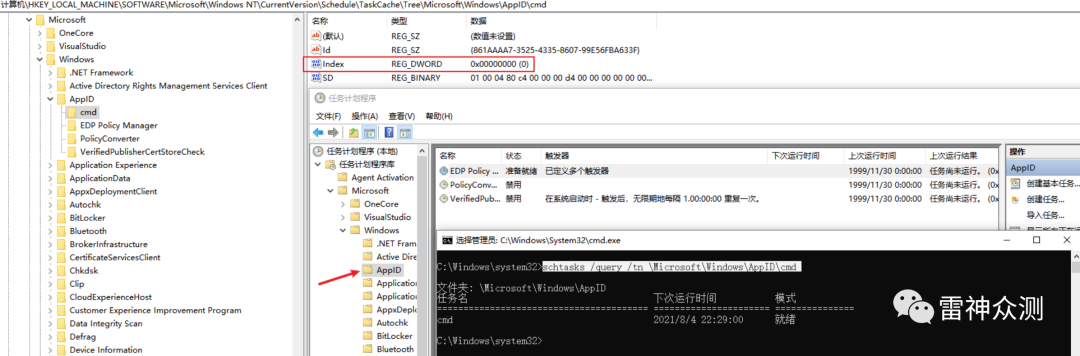 计算机\HKEY_LOCAL_MACHINE\SOFTWARE\Microsoft\Windows NT\CurrentVersion\Schedule\TaskCache\Tree\Microsoft\Windows\AppID\cmd
Microsoft
OneCore
VisualStudio
Windows
.NET Framework
Active Directory Rights Management Services Client
AppID
cmd
EDP Policy Manager
PolicyConverter
VerifiedPublisherCertStoreCheck
Application Experience
ApplicationData
AppxDeploymentClient
Autochk
BitLocker
Bluetooth
BrokerInfrastructure
CertificateServicesClient
Chkdsk
Clip
CloudExperienceHost
Customer Experience Improvement Program
Data Integrity Scan
Defrag
Device Information
名称 类型 数据
(默认) REG_SZ (数值未设置)
Id REG_SZ {861AAAA7-3525-4335-8607-99E56FBA633F}
Index REG_DWORD 0x00000000 (0)
SD REG_BINARY 01 00 04 80 c4 00 00 00 d4 00 00 00 00 00 00 00...
任务计划程序
文件(F) 操作(A) 查看(V) 帮助(H)
任务计划程序 (本地)
任务计划程序库
Agent Activation
Microsoft
OneCore
VisualStudio
Windows
.NET Fram
Active Dire
AppID
Application
Application
AppxDeplo
Autochk
BitLocker
Bluetooth
名称 状态 触发器 下次运行时间 上次运行时间 上次运行结果
EDP Policy ... 准备就绪 已定义多个触发器 1999/11/30 0:00:00 任务尚未运行。 (0x
PolicyConv... 禁用 1999/11/30 0:00:00 任务尚未运行。 (0x
VerifiedPub... 禁用 在系统启动时 - 触发后，无限期地每隔 1.00:00:00 重复一次。 1999/11/30 0:00:00 任务尚未运行。 (0x
操作
AppID
创建基本任务...
创建任务...
导入任务...
选择管理员: C:\Windows\System32\cmd.exe
C:\Windows\system32>schtasks /query /tn \Microsoft\Windows\AppID\cmd
文件夹: \Microsoft\Windows\AppID
任务名 下次运行时间 模式
======================================== ====================== ===============
cmd 2021/8/4 22:29:00 就绪
C:\Windows\system32>
雷神众测